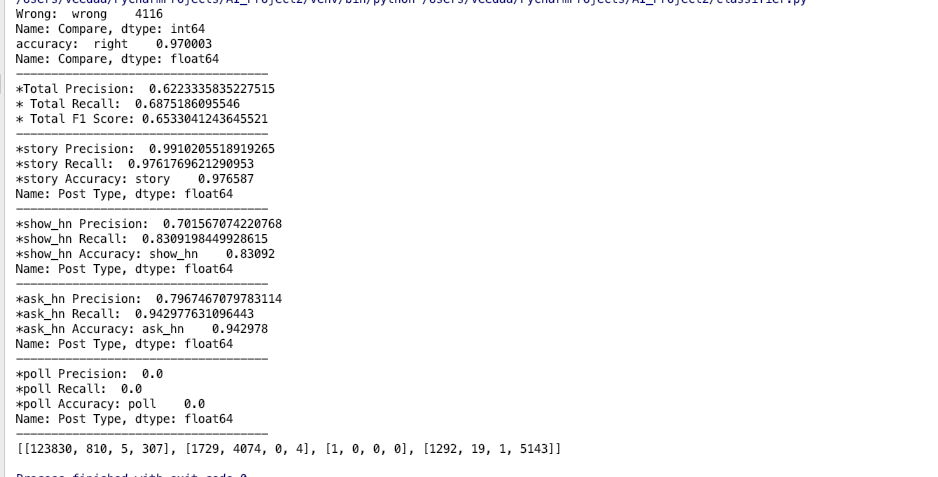 /Users/veedaa/PycharmProjects/AI_Project2/venv/bin/python /Users/veedaa/PycharmProjects/AI_Project2/classifier.py
Wrong:  wrong    4116
Name: Compare, dtype: int64
accuracy:  right    0.970003
Name: Compare, dtype: float64
————————————————————————————————————
*Total Precision:  0.6223335835227515
* Total Recall:  0.6875186095546
* Total F1 Score: 0.6533041243645521
————————————————————————————————————
*story Precision:  0.9910205518919265
*story Recall:  0.9761769621290953
*story Accuracy: story    0.976587
Name: Post Type, dtype: float64
————————————————————————————————————
*show_hn Precision:  0.701567074220768
*show_hn Recall: 0.8309198449928615
*show_hn Accuracy: show_hn    0.83092
Name: Post Type, dtype: float64
————————————————————————————————————
*ask_hn Precision:  0.7967467079783114
*ask_hn Recall: 0.942977631096443
*ask_hn Accuracy: ask_hn    0.942978
Name: Post Type, dtype: float64
————————————————————————————————————
*poll Precision:  0.0
*poll Recall:  0.0
*poll Accuracy: poll    0.0
Name: Post Type, dtype: float64
————————————————————————————————————
[[123830, 810, 5, 307], [1729, 4074, 0, 4], [1, 0, 0, 0], [1292, 19, 1, 5143]]
Process finished with exit code 0